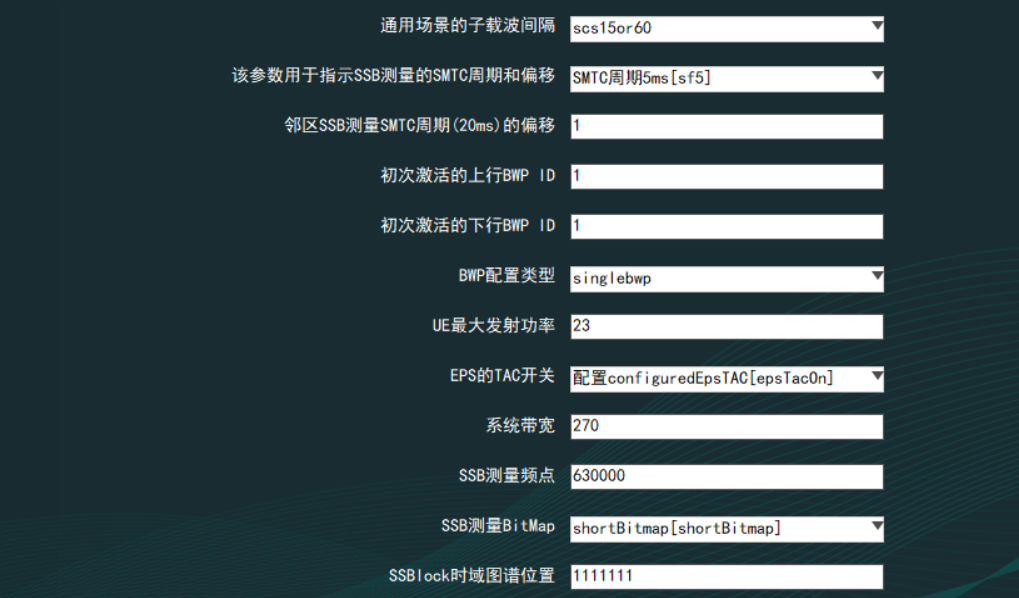 通用场景的子载波间隔 scs15or60
该参数用于指示SSB测量的SMTC周期和偏移 SMTC周期5ms[sf5]
邻区SSB测量SMTC周期(20ms)的偏移 1
初次激活的上行BWP ID 1
初次激活的下行BWP ID 1
BWP配置类型 singlebwp
UE最大发射功率 23
EPS的TAC开关 配置configuredEpsTAC[epsTacOn]
系统带宽 270
SSB测量频点 630000
SSB测量BitMap shortBitmap[shortBitmap]
SSBlock时域图谱位置 1111111